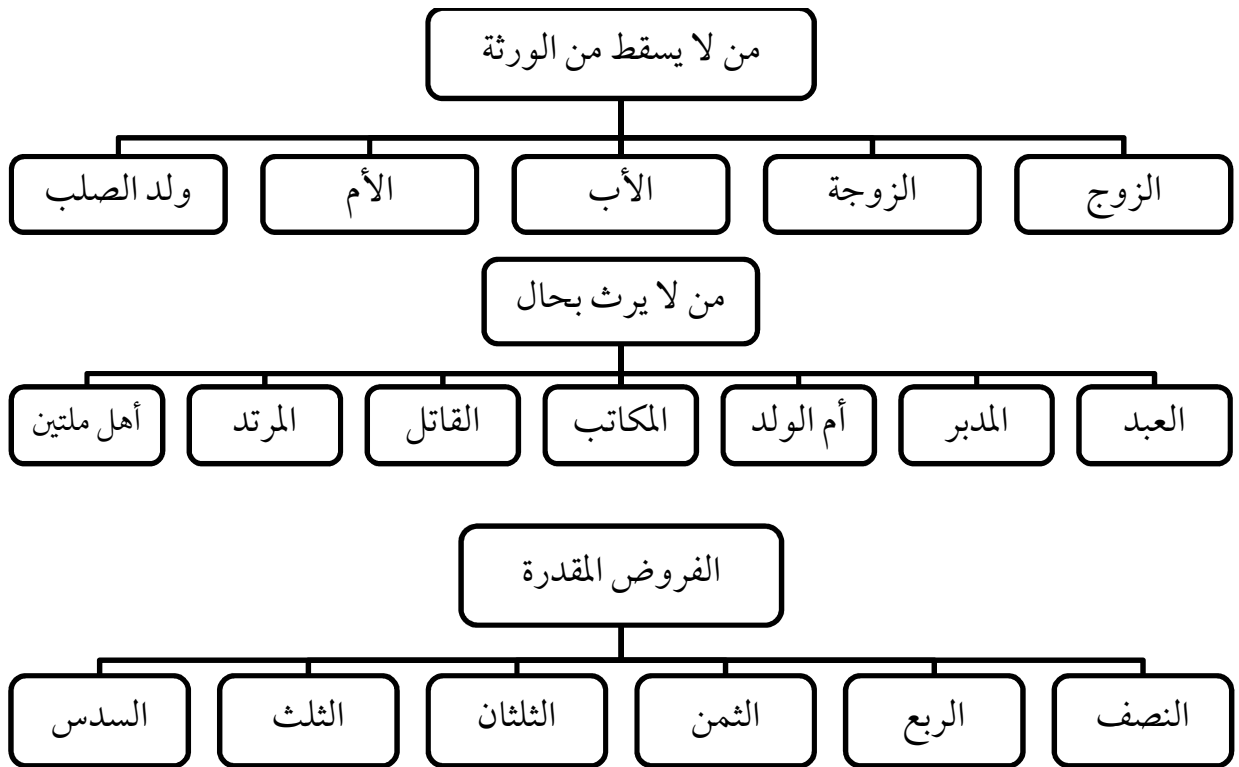 من لا يسقط من الورثة
الزوج
الزوجة
الأب
الأم
ولد الصلب
من لا يرث بحال
العبد
المدبر
أم الولد
المكاتب
القاتل
المرتد
أهل ملتين
الفروض المقدرة
النصف
الربع
الثمن
الثلثان
الثلث
السدس